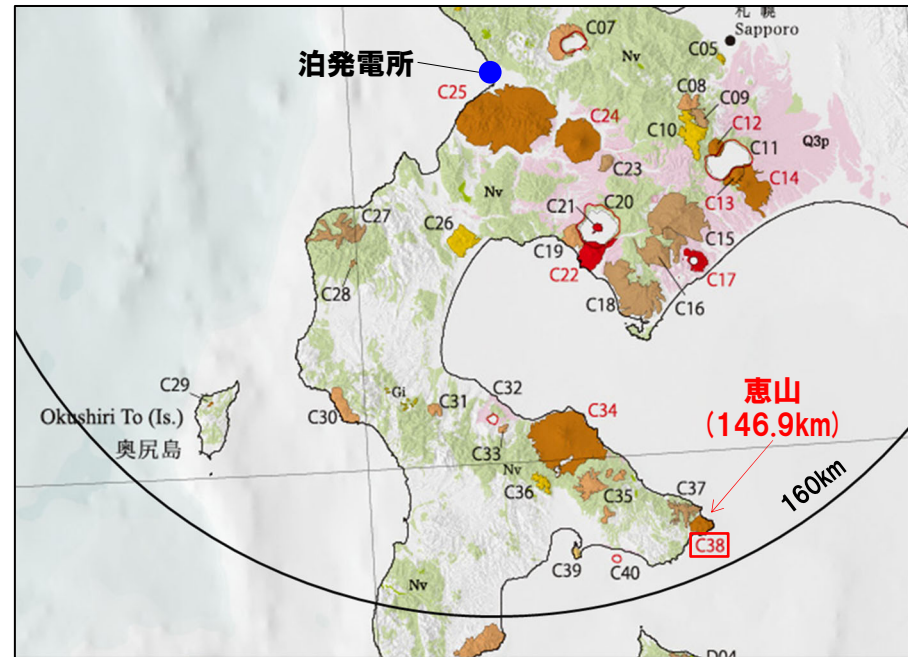 札幌
Sapporo
C07
Nv
C05
泊発電所
C25
C24
C08
C09
C10
C12
C11
Q3p
C23
C14
C13
Nv
C20
C21
C27
C26
C19
C15
C22
C17
C28
C18
C16
C29
Okushiri To (Is.)
奥尻島
Gi
C30
C31
C32
C34
恵山
(146.9km)
C33
Nv
C36
C35
C37
160km
C38
C39
C40
Nv
D04